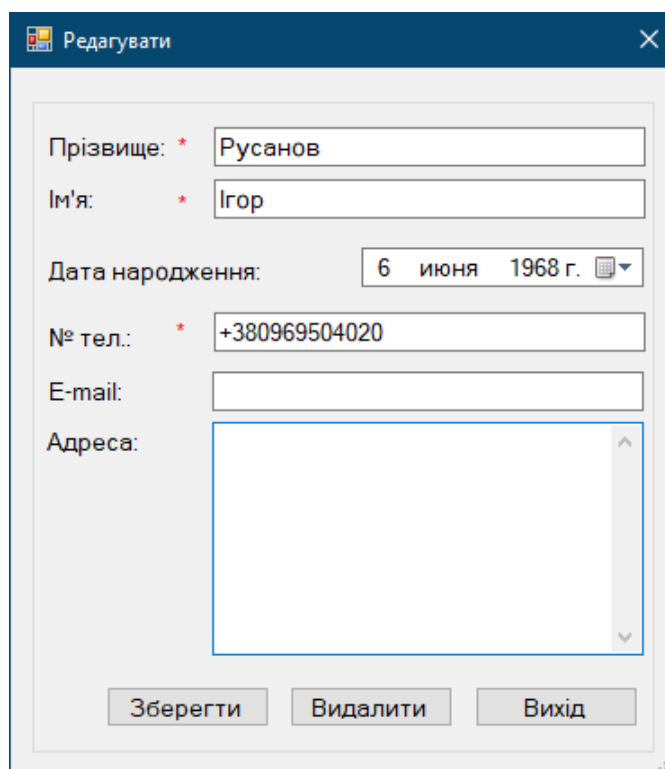 Редагувати
Прізвище: * Русанов
Ім'я: * Ігор
Дата народження: 6 июня 1968 г.
№ тел.: * +380969504020
E-mail:
Адреса:
Зберегти Видалити Вихід